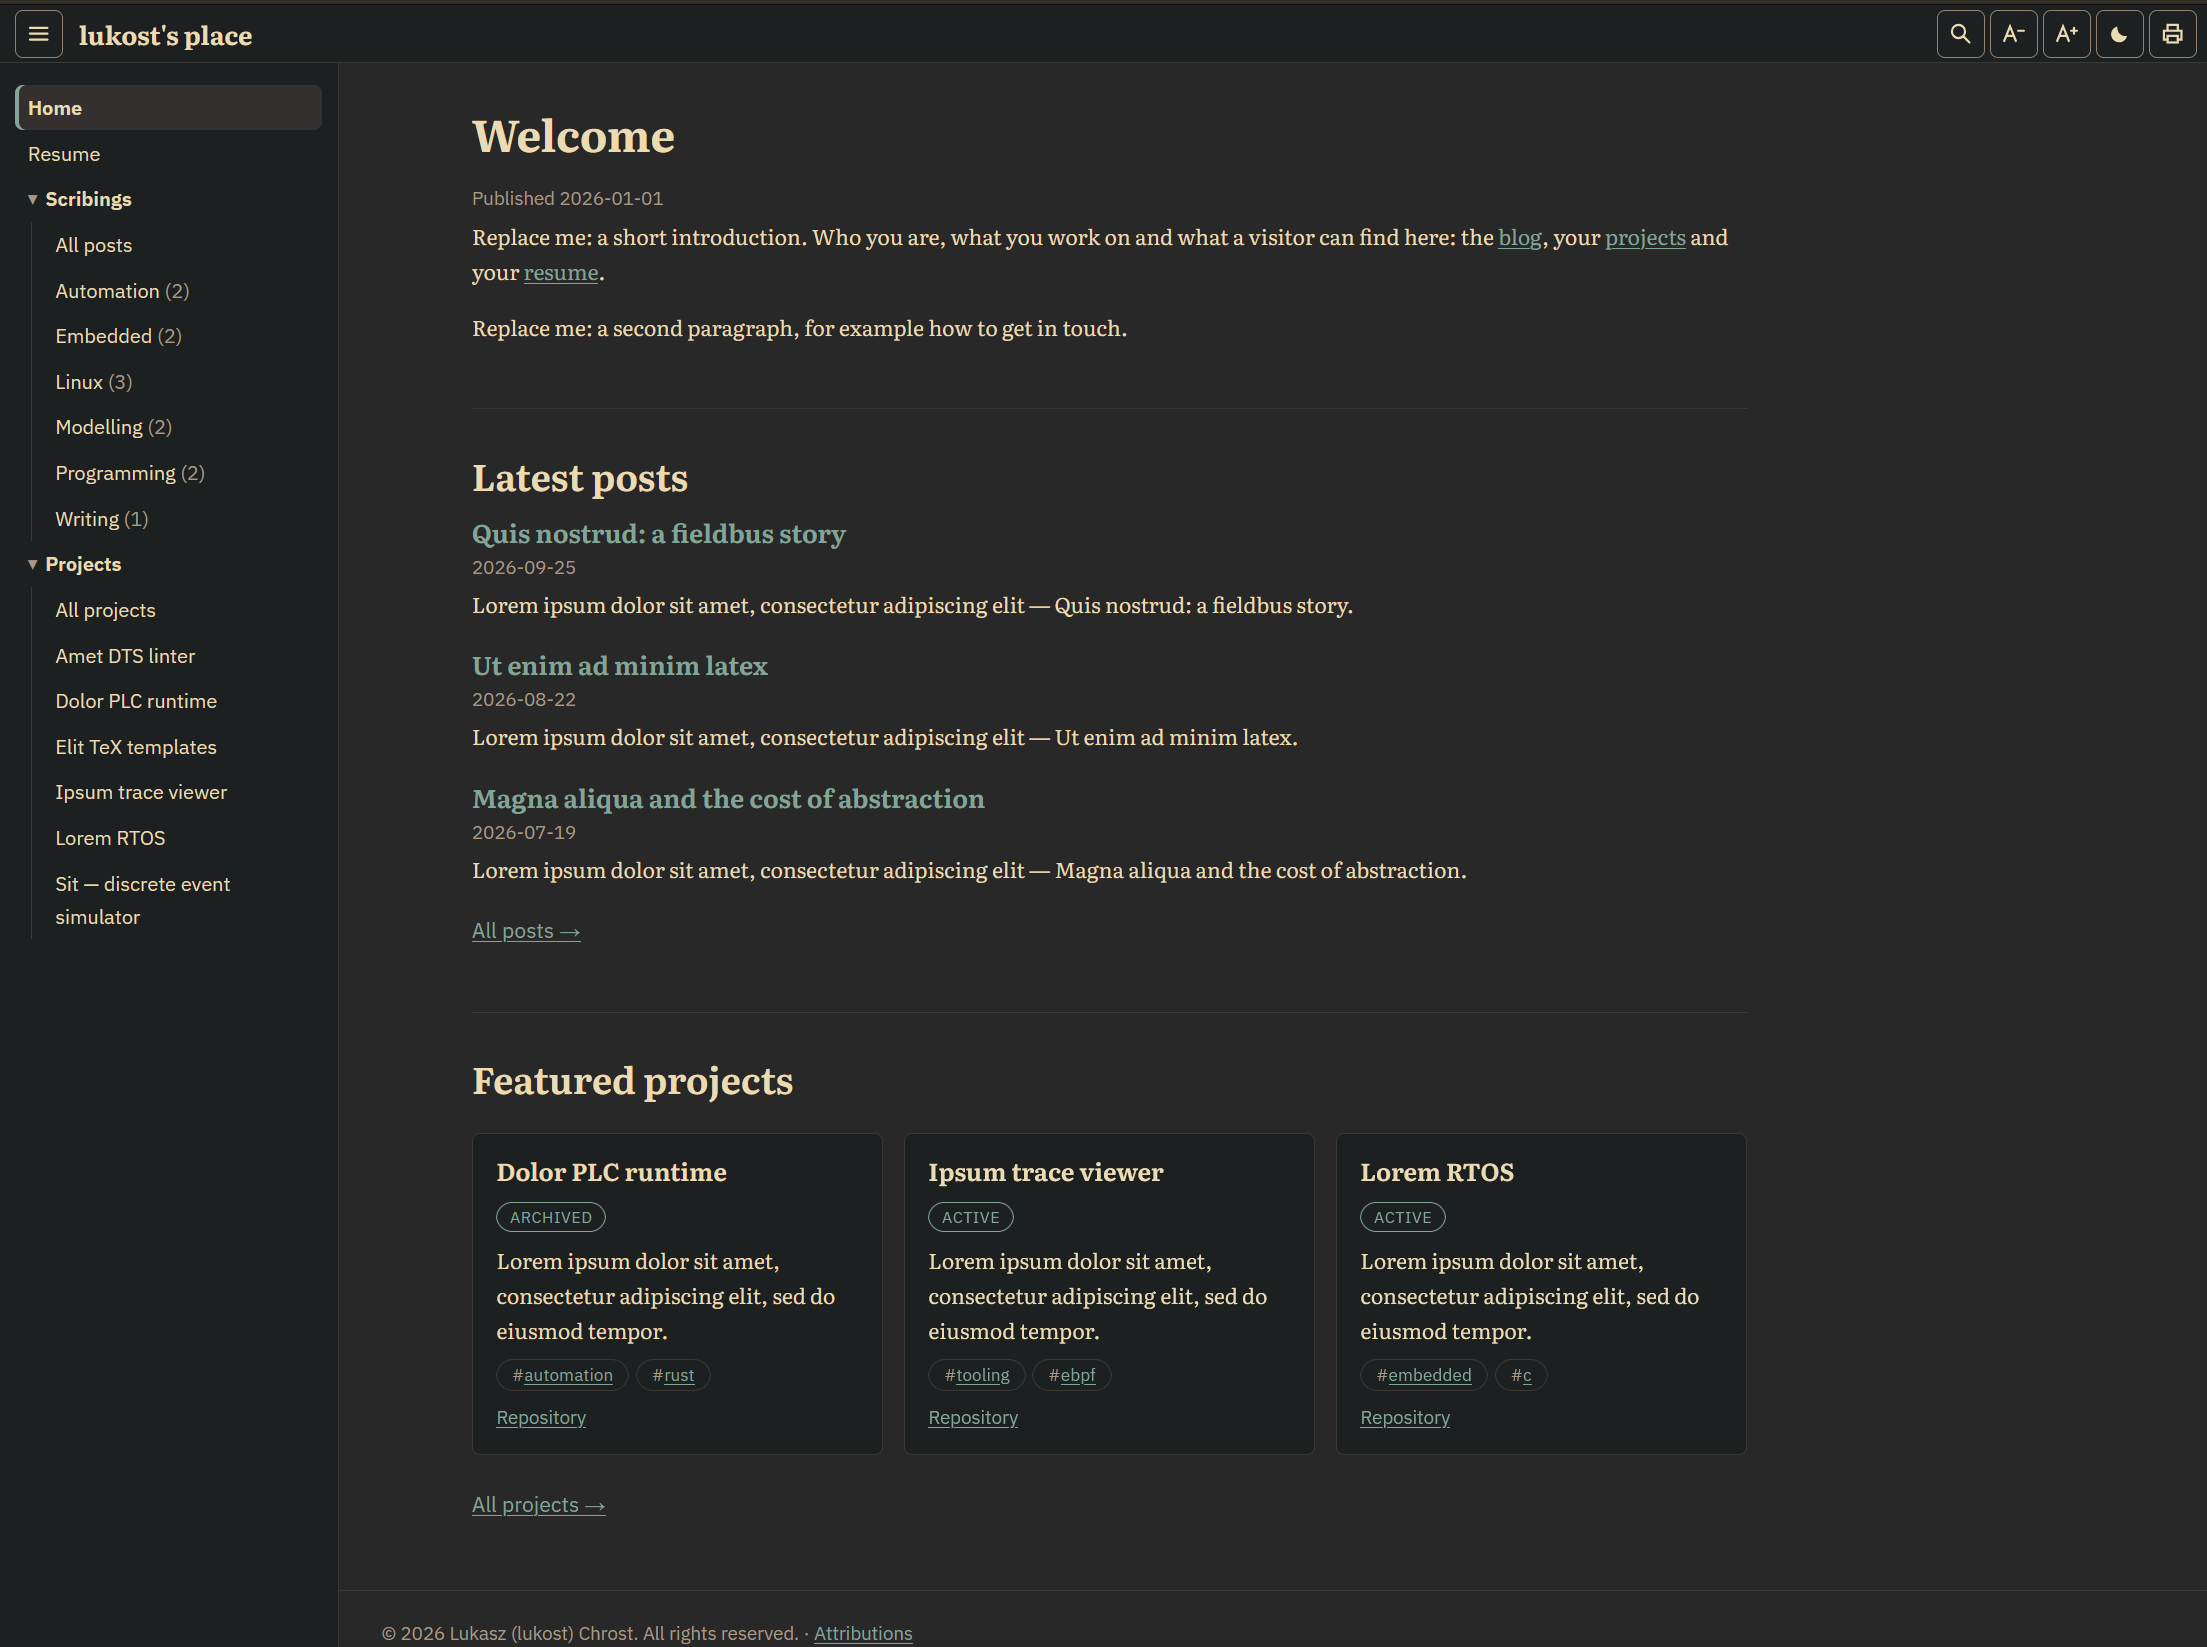 lukost's place
A-
A+
Home
Resume
▾ Scribings
All posts
Automation (2)
Embedded (2)
Linux (3)
Modelling (2)
Programming (2)
Writing (1)
▾ Projects
All projects
Amet DTS linter
Dolor PLC runtime
Elit TeX templates
Ipsum trace viewer
Lorem RTOS
Sit — discrete event
simulator
Welcome
Published 2026-01-01
Replace me: a short introduction. Who you are, what you work on and what a visitor can find here: the blog, your projects and
your resume.
Replace me: a second paragraph, for example how to get in touch.
Latest posts
Quis nostrud: a fieldbus story
2026-09-25
Lorem ipsum dolor sit amet, consectetur adipiscing elit — Quis nostrud: a fieldbus story.
Ut enim ad minim latex
2026-08-22
Lorem ipsum dolor sit amet, consectetur adipiscing elit — Ut enim ad minim latex.
Magna aliqua and the cost of abstraction
2026-07-19
Lorem ipsum dolor sit amet, consectetur adipiscing elit — Magna aliqua and the cost of abstraction.
All posts →
Featured projects
Dolor PLC runtime
ARCHIVED
Lorem ipsum dolor sit amet,
consectetur adipiscing elit, sed do
eiusmod tempor.
#automation #rust
Repository
Ipsum trace viewer
ACTIVE
Lorem ipsum dolor sit amet,
consectetur adipiscing elit, sed do
eiusmod tempor.
#tooling #ebpf
Repository
Lorem RTOS
ACTIVE
Lorem ipsum dolor sit amet,
consectetur adipiscing elit, sed do
eiusmod tempor.
#embedded #c
Repository
All projects →
© 2026 Lukasz (lukost) Chrost. All rights reserved. · Attributions